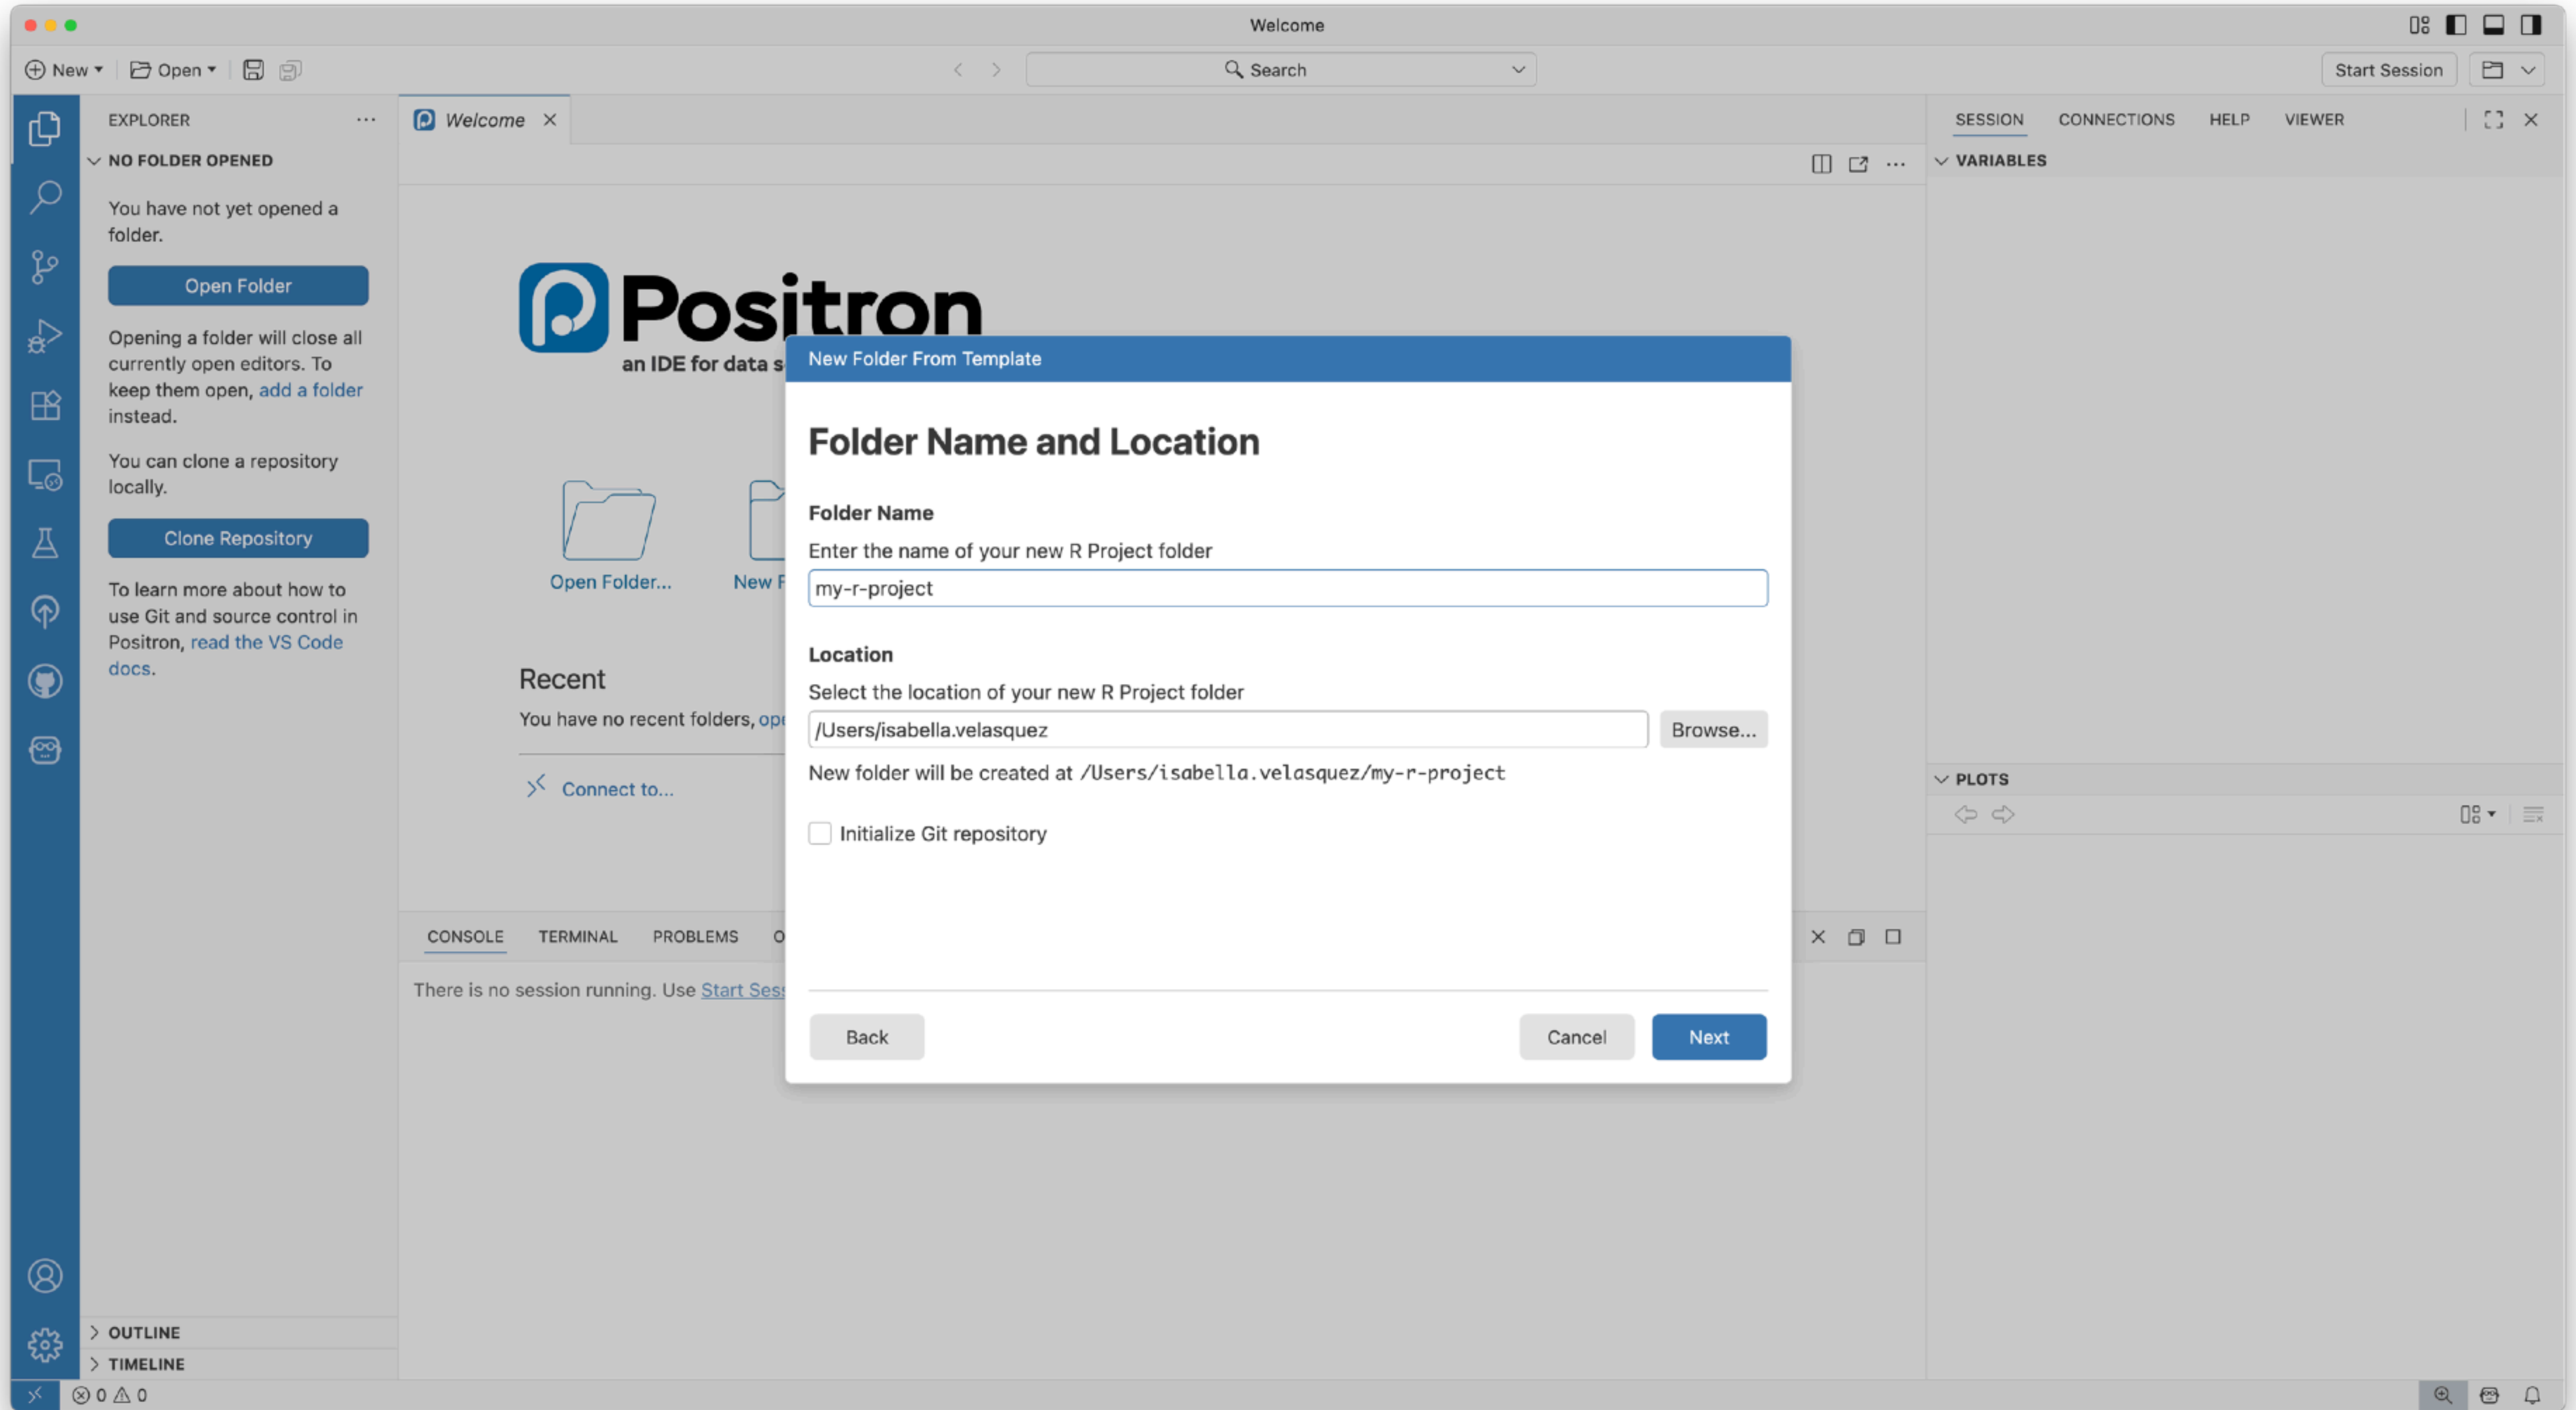 Welcome
New
Open
Search
Start Session
EXPLORER
NO FOLDER OPENED
You have not yet opened a
folder.
Open Folder
Opening a folder will close all
currently open editors. To
keep them open, add a folder
instead.
You can clone a repository
locally.
Clone Repository
To learn more about how to
use Git and source control in
Positron, read the VS Code
docs.
OUTLINE
TIMELINE
Welcome
Positron
an IDE for data s
Open Folder...
New F
Recent
You have no recent folders, ope
Connect to...
New Folder From Template
Folder Name and Location
Folder Name
Enter the name of your new R Project folder
my-r-project
Location
Select the location of your new R Project folder
/Users/isabella.velasquez
Browse...
New folder will be created at /Users/isabella.velasquez/my-r-project
Initialize Git repository
Back
Cancel
Next
CONSOLE TERMINAL PROBLEMS O
There is no session running. Use Start Sess
SESSION CONNECTIONS HELP VIEWER
VARIABLES
PLOTS
0 0